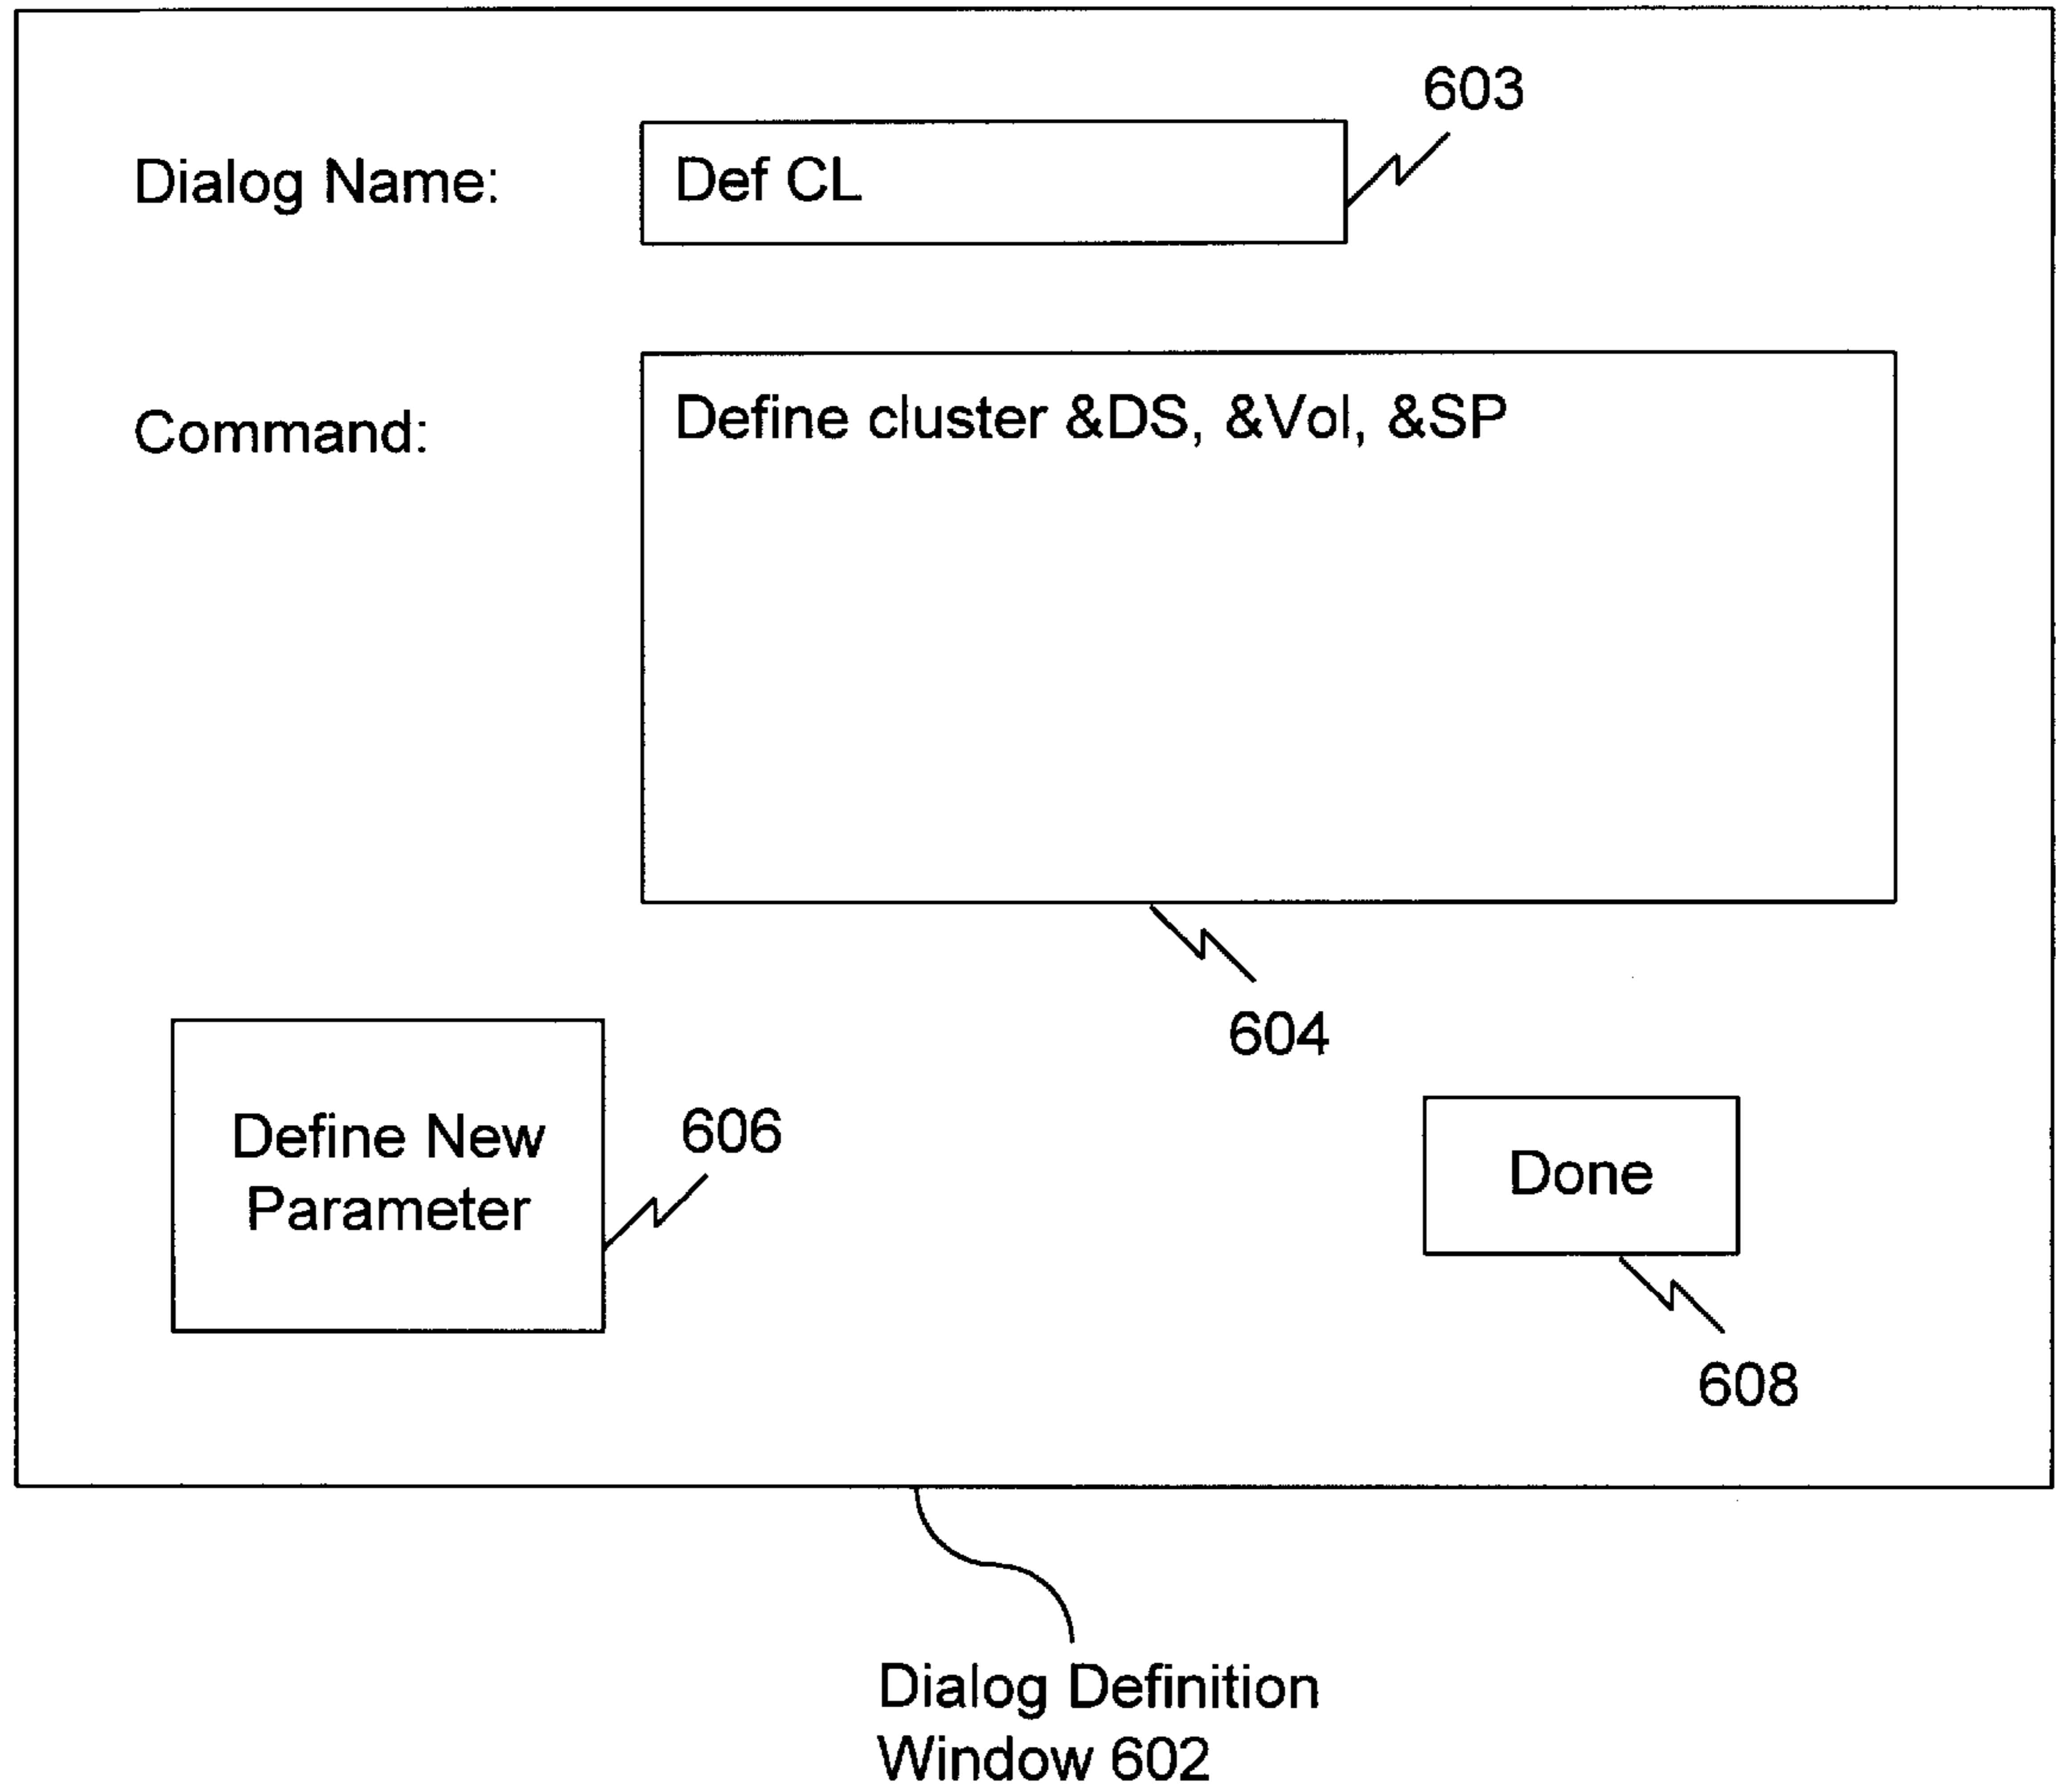 603
Dialog Name:
Def CL
Command:
Define cluster &DS, &Vol, &SP
604
Define New
Parameter
606
Done
608
Dialog Definition
Window 602